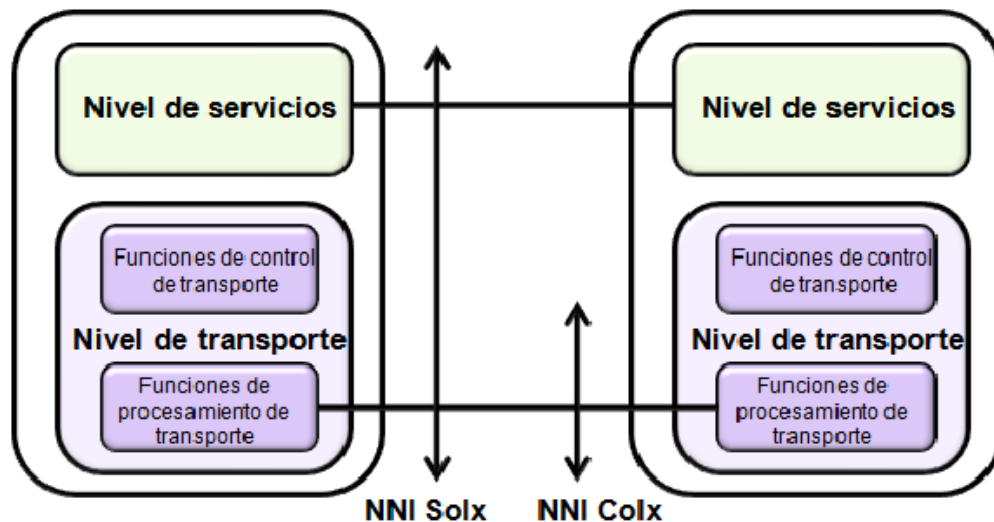 Nivel de servicios
Funciones de control
de transporte
Nivel de transporte
Funciones de
procesamiento de
transporte
Nivel de servicios
Funciones de control
de transporte
Nivel de transporte
Funciones de
procesamiento de
transporte
NNI SoIx
NNI CoIx